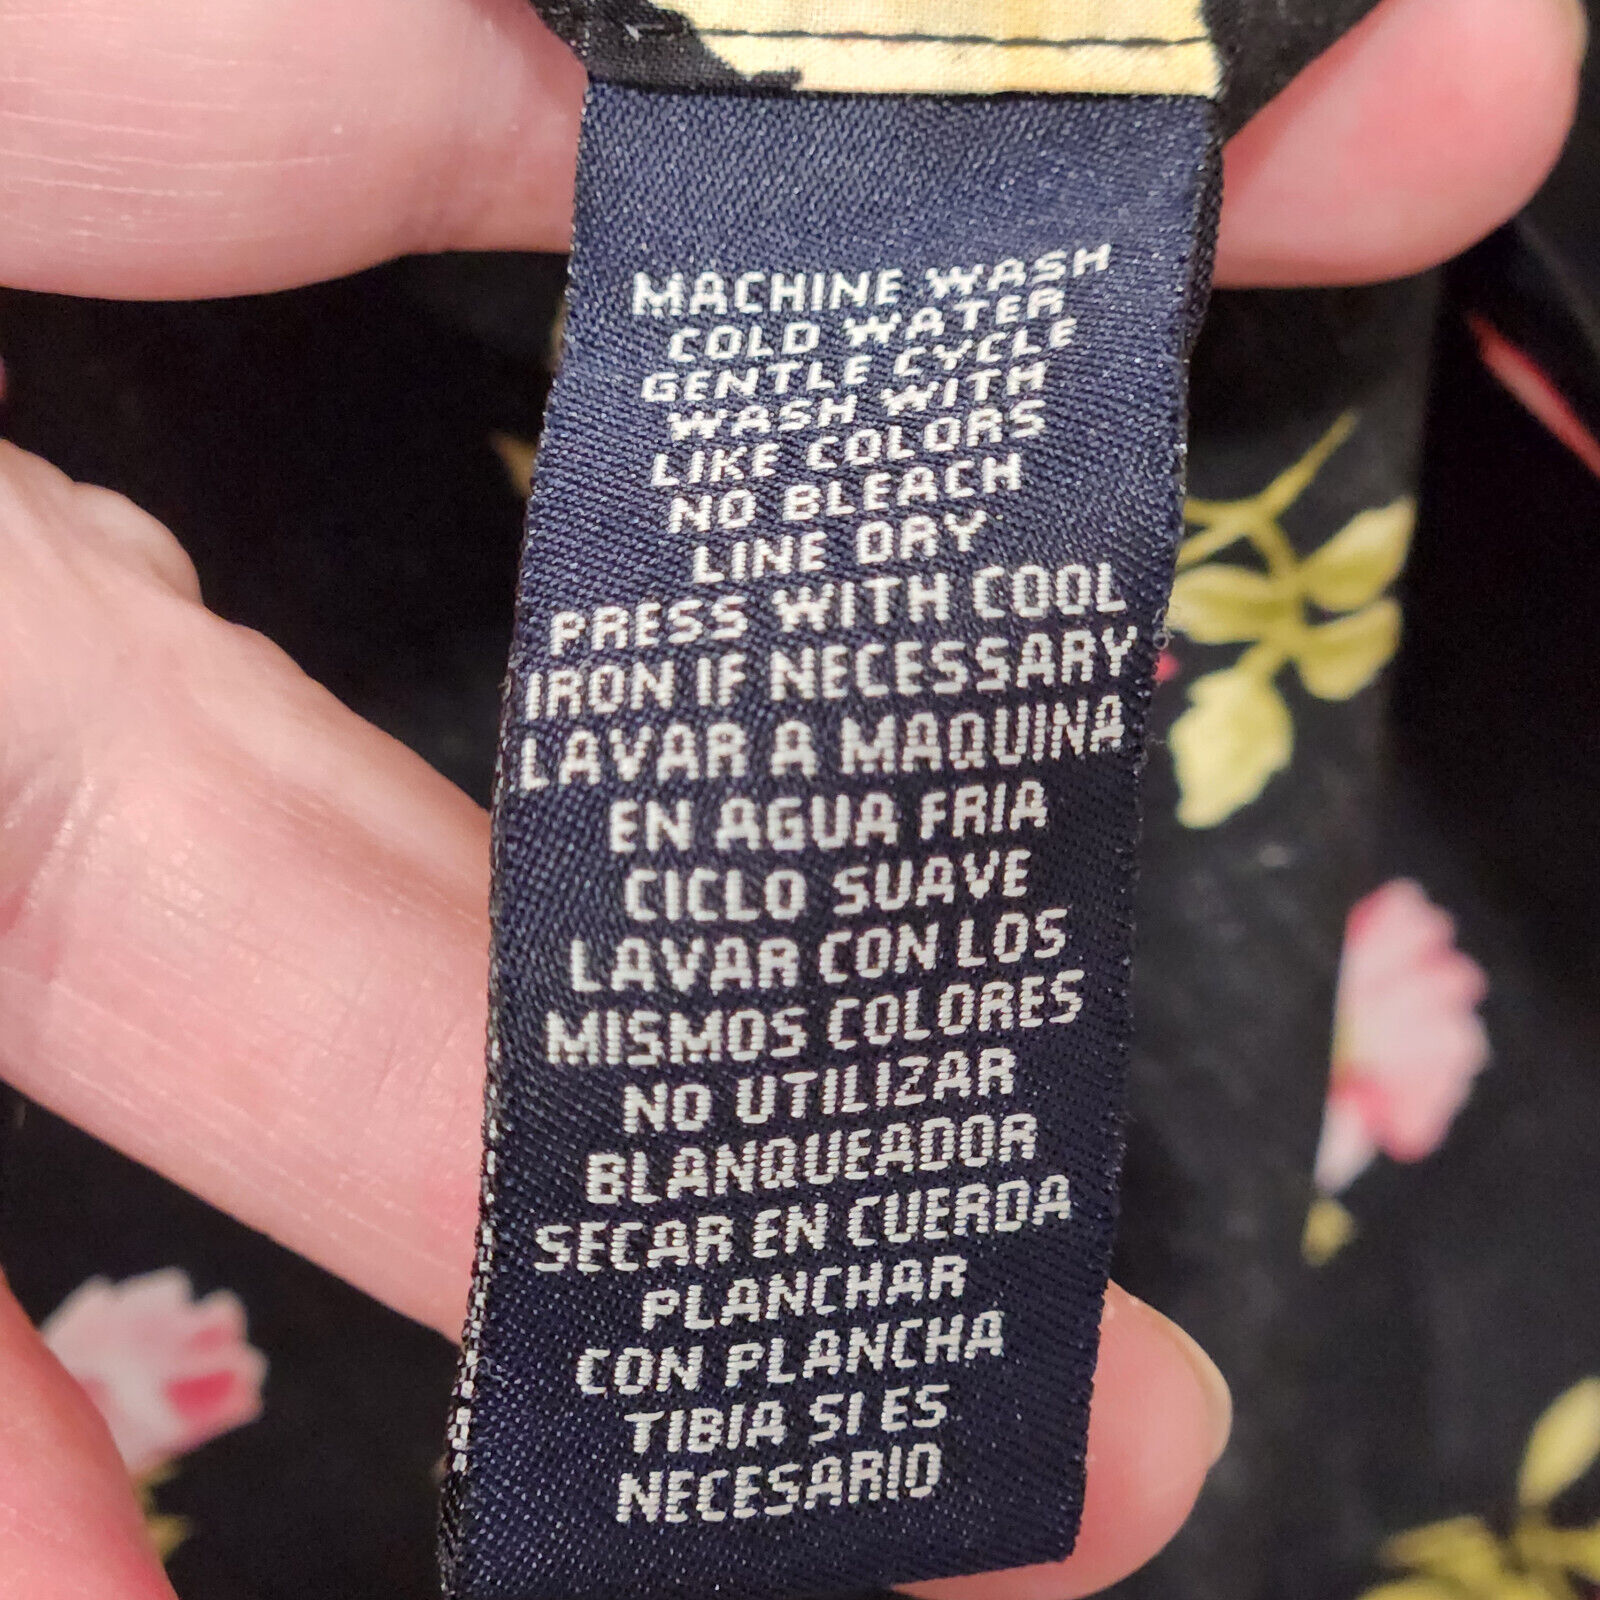 MACHINE WASH
COLD WATER
GENTLE CYCLE
WASH WITH
LIKE COLORS
NO BLEACH
LINE DRY
PRESS WITH COOL
IRON IF NECESSARY
LAVAR A MAQUINA
EN AGUA FRIA
CICLO SUAVE
LAVAR CON LOS
MISMOS COLORES
NO UTILIZAR
BLANQUEADOR
SECAR EN CUERDA
PLANCHAR
CON PLANCHA
TIBIA SI ES
NECESARIO